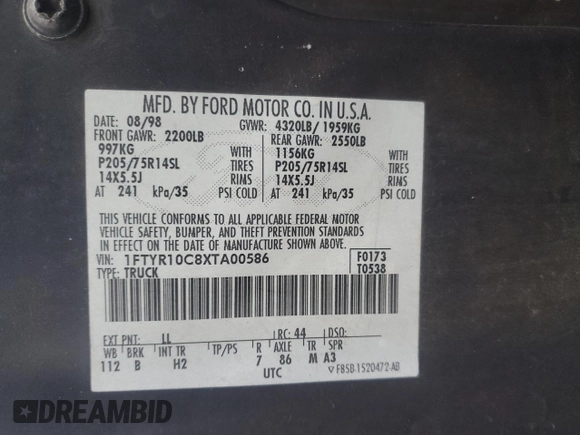 MFD. BY FORD MOTOR CO. IN U.S.A.
DATE: 08/98 GVWR: 4320LB/ 1959KG
FRONT GAWR: 2200LB REAR GAWR: 2550LB
997KG WITH 1156KG WITH
P205/75R14SL TIRES P205/75R14SL TIRES
14X5.5J RIMS 14X5.5J RIMS
AT 241 kPa/35 PSI COLD AT 241 kPa/35 PSI COLD
THIS VEHICLE CONFORMS TO ALL APPLICABLE FEDERAL MOTOR
VEHICLE SAFETY, BUMPER, AND THEFT PREVENTION STANDARDS
IN EFFECT ON THE DATE OF MANUFACTURE SHOWN ABOVE.
VIN: 1FTYR10C8XTA00586 F0173
TYPE: TRUCK T0538
EXT PNT: LL RC: 44 DSO:
WB BRK INT TR TP/PS R AXLE TR SPR
112 B H2 7 86 M A3
UTC ▽ F85B-1520472-AB
DREAMBID